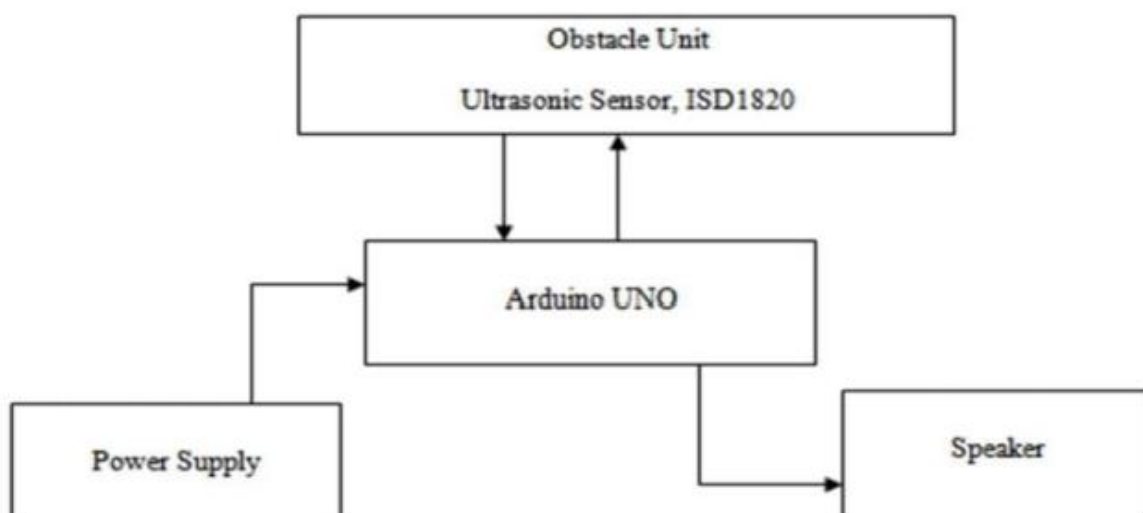 Obstacle Unit
Ultrasonic Sensor, ISD1820
Arduino UNO
Power Supply
Speaker